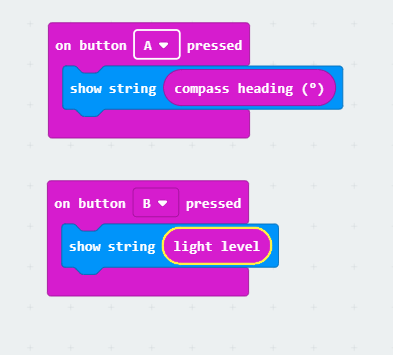 on button A pressed
show string compass heading (°)
on button B pressed
show string light level